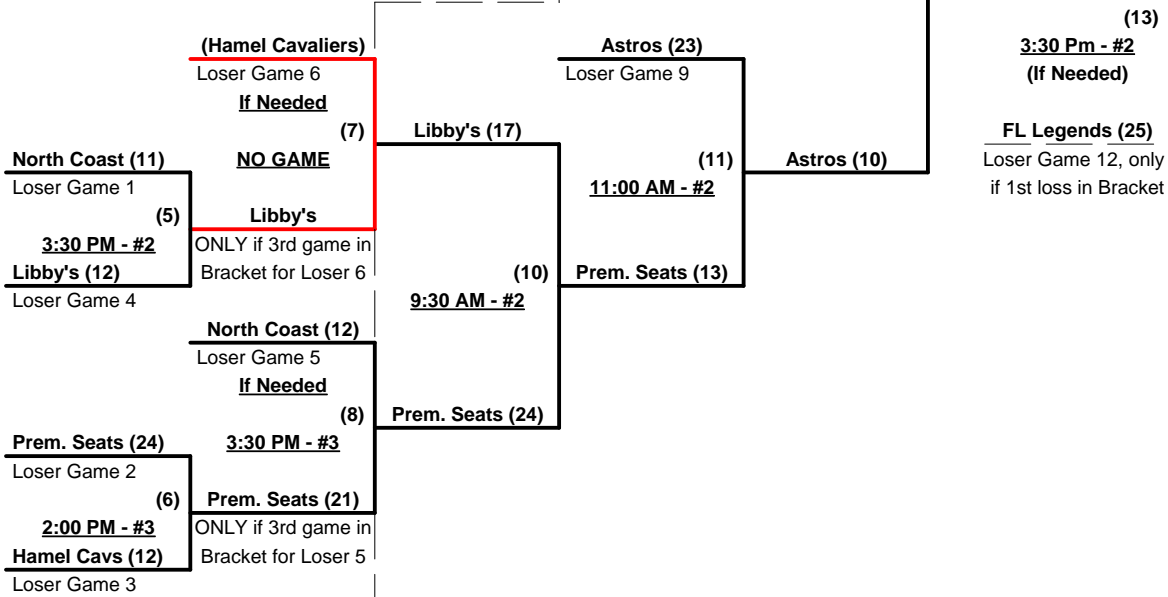 (13)
(Hamel Cavaliers)
Astros (23)
3:30 Pm - #2
Loser Game 6
Loser Game 9
(If Needed)
If Needed
(7)
Libby's (17)
FL Legends (25)
North Coast (11)
NO GAME
(11)
Astros (10)
Loser Game 12, only
if 1st loss in Bracket
Loser Game 1
11:00 AM - #2
(5)
Libby's
3:30 PM - #2
ONLY if 3rd game in
Bracket for Loser 6
Libby's (12)
(10)
Prem. Seats (13)
Loser Game 4
9:30 AM - #2
North Coast (12)
Loser Game 5
If Needed
(8)
Prem. Seats (24)
Prem. Seats (24)
3:30 PM - #3
Loser Game 2
(6)
Prem. Seats (21)
2:00 PM - #3
ONLY if 3rd game in
Bracket for Loser 5
Hamel Cavs (12)
Loser Game 3